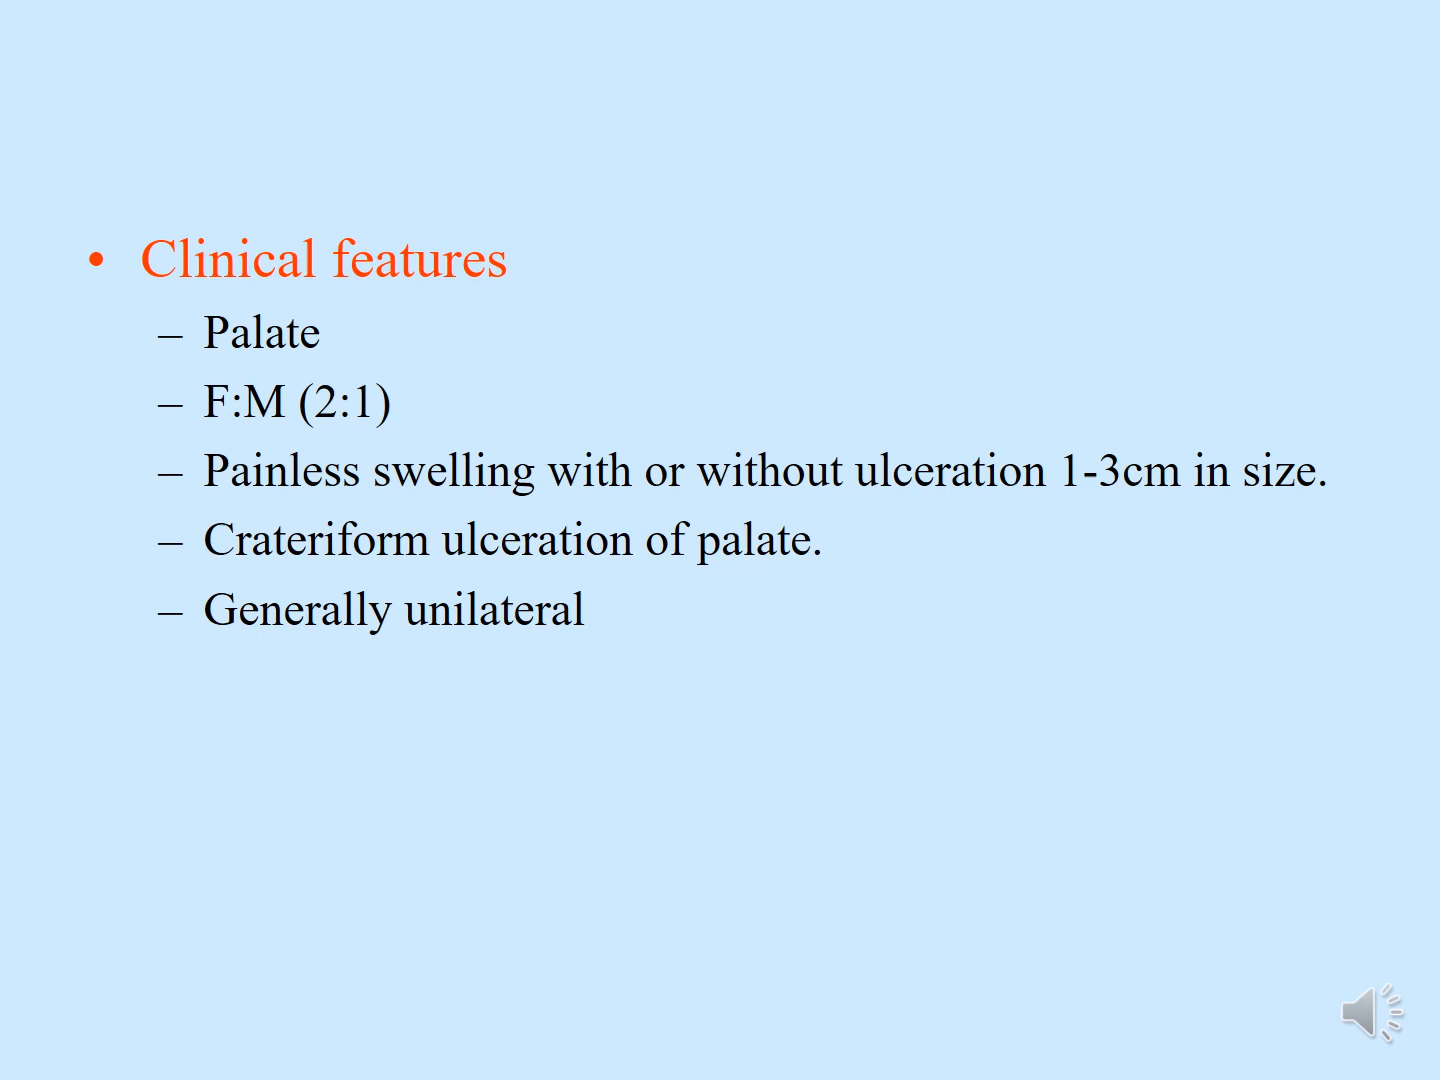 • Clinical features
– Palate
– F:M (2:1)
– Painless swelling with or without ulceration 1-3cm in size.
– Crateriform ulceration of palate.
– Generally unilateral